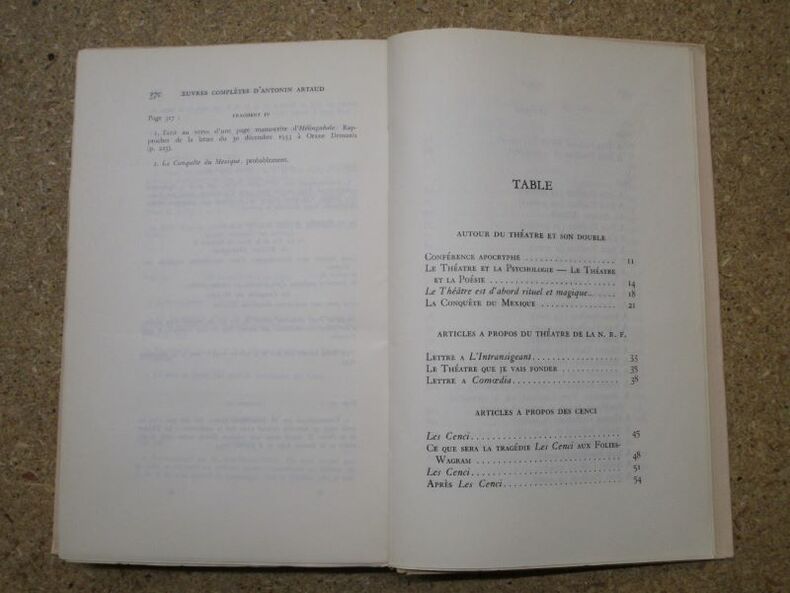 370 ŒUVRES COMPLÈTES D'ANTONIN ARTAUD
FRAGMENT IV
Page 317 :
1. Écrit au verso d'une page manuscrite d'Héliogabale. Rap-
procher de la lettre du 30 décembre 1933 à Orane Demazis
(p. 225).
2. La Conquête du Mexique, probablement.
TABLE
AUTOUR DU THÉATRE ET SON DOUBLE
CONFÉRENCE APOCRYPHE .................... 11
LE THÉATRE ET LA PSYCHOLOGIE — LE THÉATRE
ET LA POÉSIE .................... 14
Le Théâtre est d'abord rituel et magique....... 18
LA CONQUÊTE DU MEXIQUE ................ 21
ARTICLES A PROPOS DU THÉATRE DE LA N. R. F.
LETTRE A L'Intransigeant.................. 33
LE THÉATRE QUE JE VAIS FONDER ............ 35
LETTRE A Comœdia...................... 38
ARTICLES A PROPOS DES CENCI
Les Cenci............................ 45
CE QUE SERA LA TRAGÉDIE Les Cenci AUX FOLIES-
WAGRAM ........................ 48
Les Cenci............................ 51
APRÈS Les Cenci....................... 54